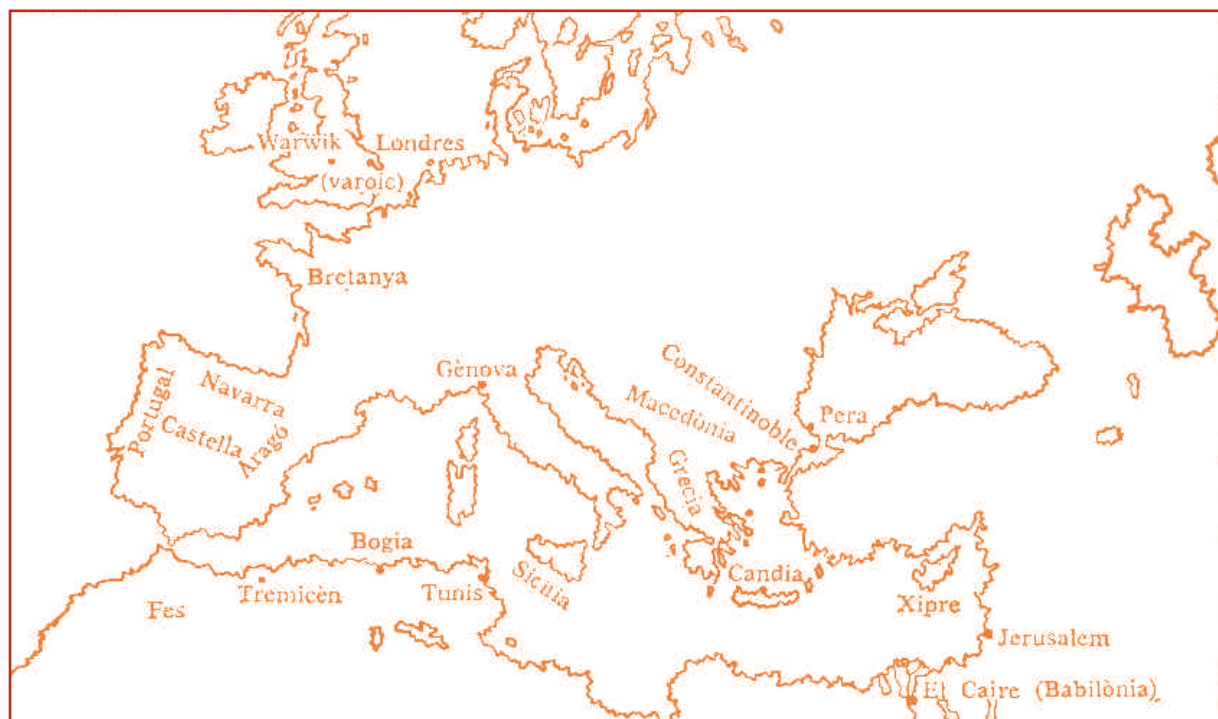 Warwik
Londres
(varoic)
Bretanya
Portugal
Navarra
Castella
Aragó
Gènova
Constantinoble
Macedònia
Pera
Grecia
Bogia
Sicilia
Candia
Xipre
Fes
Tremicèn
Tunis
Jerusalem
El Caire (Babilònia)